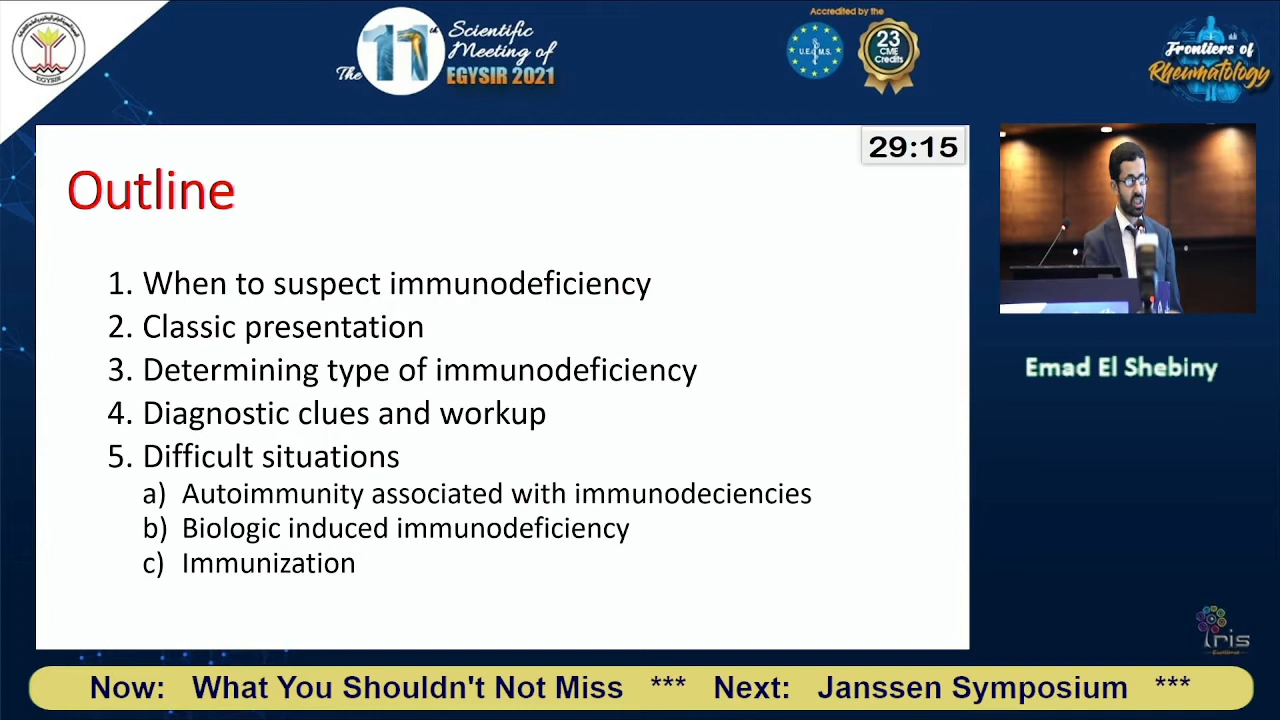 EGYSIR
The 11th
Scientific
Meeting of
EGYSIR 2021
Accredited by the
U.E.M.S.
23
CME
Credits
Frontiers of
Rheumatology
29:15
Outline
1. When to suspect immunodeficiency
2. Classic presentation
3. Determining type of immunodeficiency
4. Diagnostic clues and workup
5. Difficult situations
a) Autoimmunity associated with immunodeciencies
b) Biologic induced immunodeficiency
c) Immunization
Emad El Shebiny
Iris
Now: What You Shouldn't Not Miss *** Next: Janssen Symposium ***